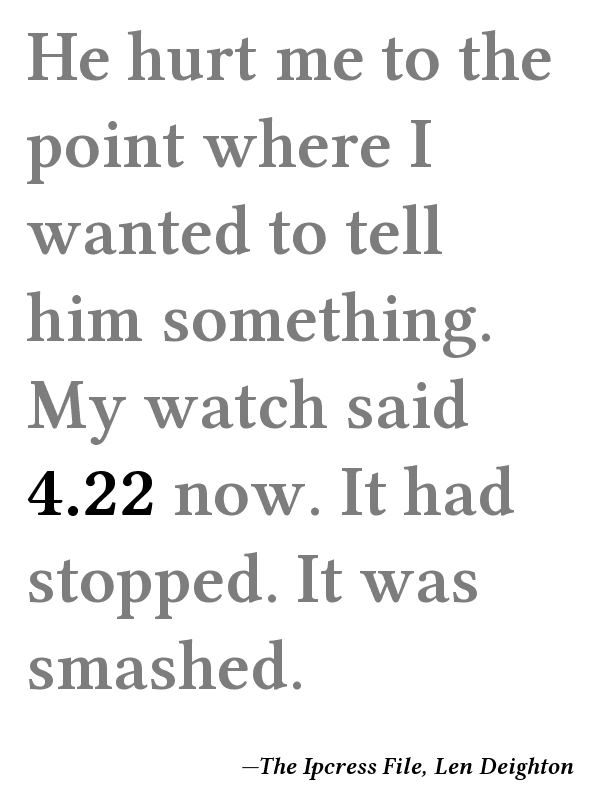 He hurt me to the
point where I
wanted to tell
him something.
My watch said
4.22 now. It had
stopped. It was
smashed.
—The Ipcress File, Len Deighton